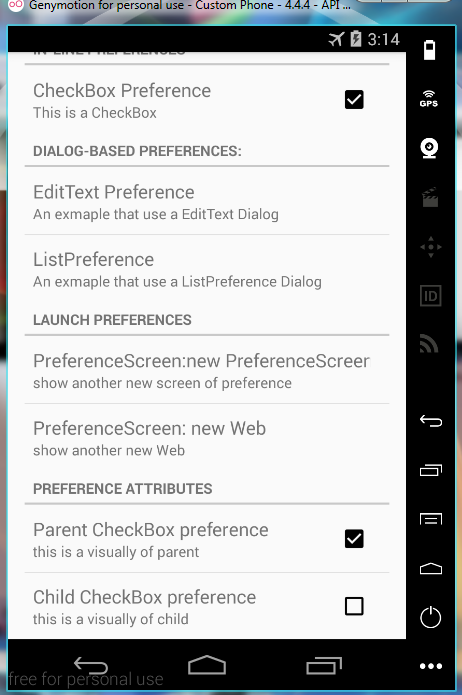 Genymotion for personal use - Custom Phone - 4.4.4 - API ...
3:14
IN-LINE PREFERENCES
CheckBox Preference
This is a CheckBox
GPS
DIALOG-BASED PREFERENCES:
EditText Preference
An exmaple that use a EditText Dialog
ListPreference
An exmaple that use a ListPreference Dialog
ID
LAUNCH PREFERENCES
PreferenceScreen:new PreferenceScreer
show another new screen of preference
PreferenceScreen: new Web
show another new Web
PREFERENCE ATTRIBUTES
Parent CheckBox preference
this is a visually of parent
Child CheckBox preference
this is a visually of child
free for personal use